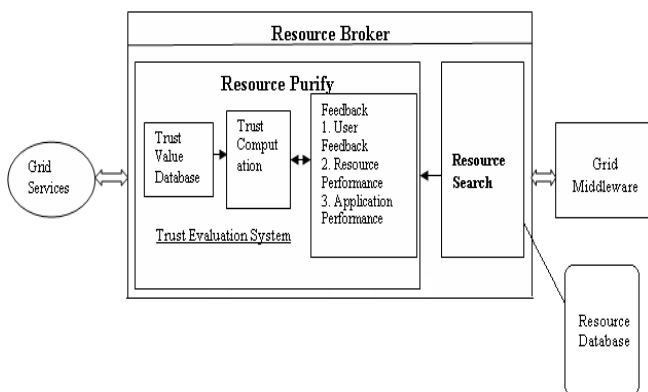 Resource Broker
Resource Purify
Trust
Value
Database
Trust
Comput
ation
Feedback
1. User
Feedback
2. Resource
Performance
3. Application
Performance
Trust Evaluation System
Resource
Search
Grid
Services
Grid
Middleware
Resource
Database